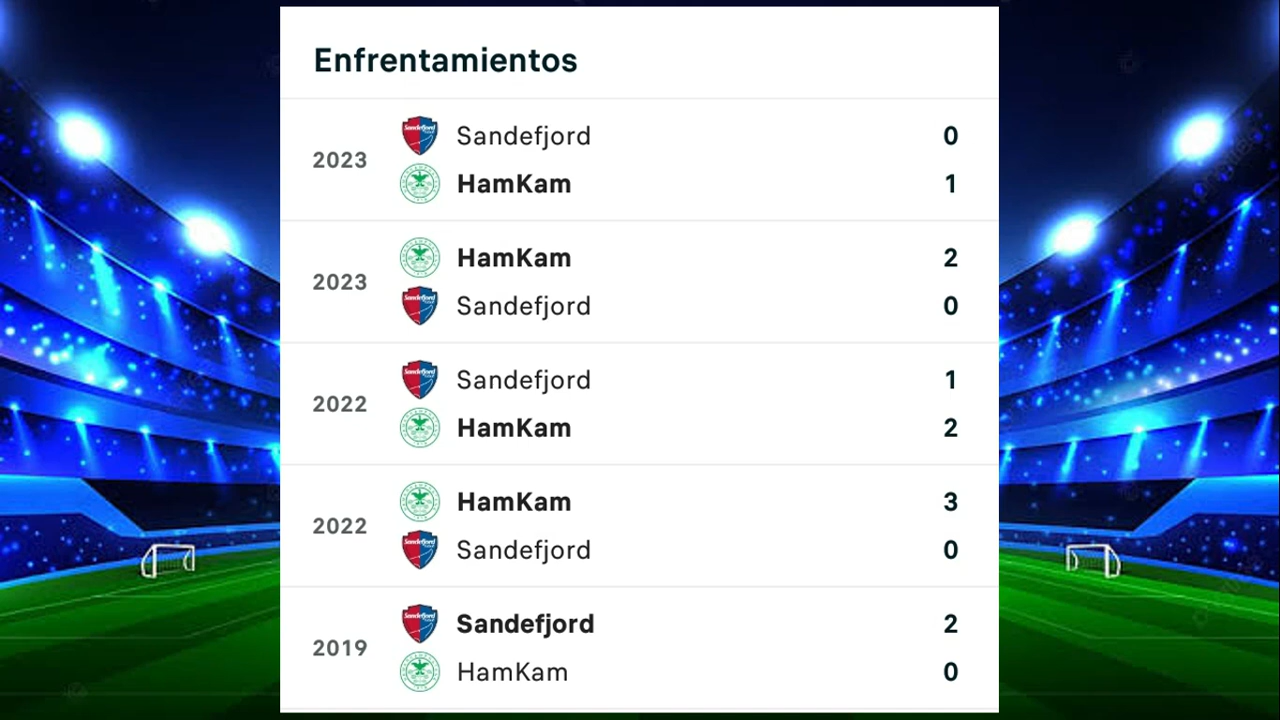 Enfrentamientos
2023
Sandefjord 0
HamKam 1
2023
HamKam 2
Sandefjord 0
2022
Sandefjord 1
HamKam 2
2022
HamKam 3
Sandefjord 0
2019
Sandefjord 2
HamKam 0